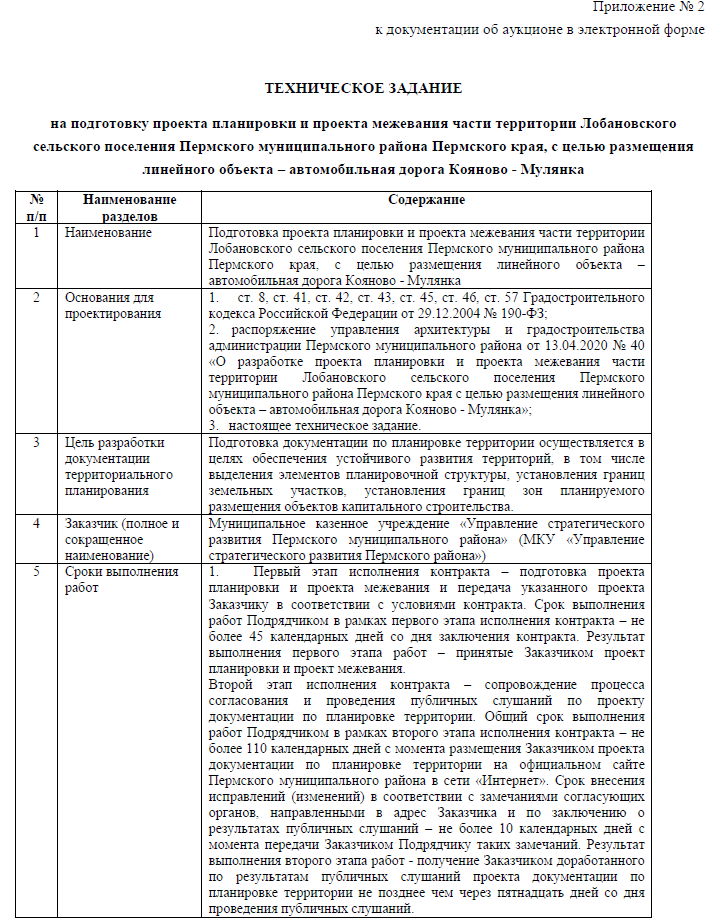 Приложение № 2
к документации об аукционе в электронной форме
ТЕХНИЧЕСКОЕ ЗАДАНИЕ
на подготовку проекта планировки и проекта межевания части территории Лобановского
сельского поселения Пермского муниципального района Пермского края, с целью размещения
линейного объекта – автомобильная дорога Кояново - Мулянка
№
п/п
Наименование
разделов
Содержание
1
Наименование
Подготовка проекта планировки и проекта межевания части территории
Лобановского сельского поселения Пермского муниципального района
Пермского края, с целью размещения линейного объекта –
автомобильная дорога Кояново - Мулянка
2
Основания для
проектирования
1. ст. 8, ст. 41, ст. 42, ст. 43, ст. 45, ст. 46, ст. 57 Градостроительного
кодекса Российской Федерации от 29.12.2004 № 190-ФЗ;
2. распоряжение управления архитектуры и градостроительства
администрации Пермского муниципального района от 13.04.2020 № 40
«О разработке проекта планировки и проекта межевания части
территории Лобановского сельского поселения Пермского
муниципального района Пермского края с целью размещения линейного
объекта – автомобильная дорога Кояново - Мулянка»;
3. настоящее техническое задание.
3
Цель разработки
документации
территориального
планирования
Подготовка документации по планировке территории осуществляется в
целях обеспечения устойчивого развития территорий, в том числе
выделения элементов планировочной структуры, установления границ
земельных участков, установления границ зон планируемого
размещения объектов капитального строительства.
4
Заказчик (полное и
сокращенное
наименование)
Муниципальное казенное учреждение «Управление стратегического
развития Пермского муниципального района» (МКУ «Управление
стратегического развития Пермского района»)
5
Сроки выполнения
работ
1. Первый этап исполнения контракта – подготовка проекта
планировки и проекта межевания и передача указанного проекта
Заказчику в соответствии с условиями контракта. Срок выполнения
работ Подрядчиком в рамках первого этапа исполнения контракта – не
более 45 календарных дней со дня заключения контракта. Результат
выполнения первого этапа работ – принятые Заказчиком проект
планировки и проект межевания.
Второй этап исполнения контракта – сопровождение процесса
согласования и проведения публичных слушаний по проекту
документации по планировке территории. Общий срок выполнения
работ Подрядчиком в рамках второго этапа исполнения контракта – не
более 110 календарных дней с момента размещения Заказчиком проекта
документации по планировке территории на официальном сайте
Пермского муниципального района в сети «Интернет». Срок внесения
исправлений (изменений) в соответствии с замечаниями согласующих
органов, направленными в адрес Заказчика и по заключению о
результатах публичных слушаний – не более 10 календарных дней с
момента передачи Заказчиком Подрядчику таких замечаний. Результат
выполнения второго этапа работ - получение Заказчиком доработанного
по результатам публичных слушаний проекта документации по
планировке территории не позднее чем через пятнадцать дней со дня
проведения публичных слушаний.